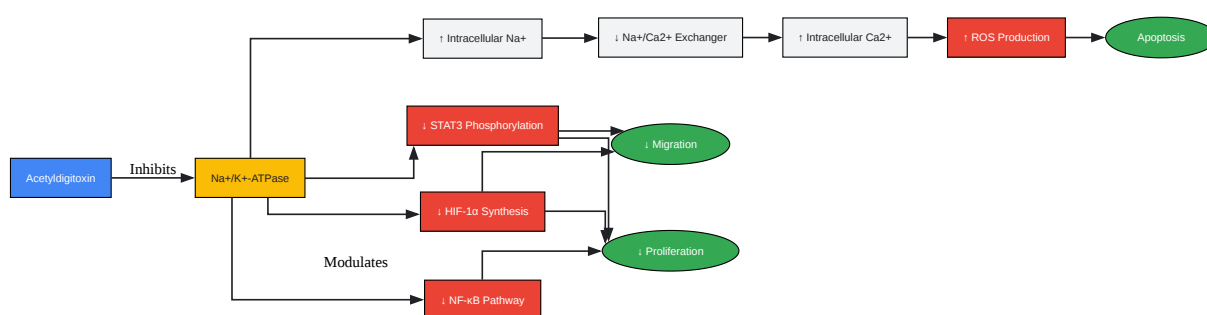 ↑ Intracellular Na+
↓ Na+/Ca2+ Exchanger
↑ Intracellular Ca2+
↑ ROS Production
Apoptosis
↓ STAT3 Phosphorylation
↓ Migration
Acetyldigitoxin
Inhibits
Na+/K+-ATPase
↓ HIF-1α Synthesis
↓ Proliferation
Modulates
↓ NF-κB Pathway